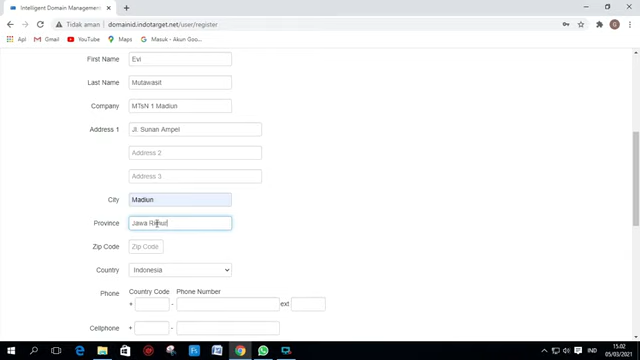 Intelligent Domain Management S
Tidak aman | domainid.indotarget.net/user/register
Apl Gmail YouTube Maps Masuk - Akun Goo...
First Name Evi
Last Name Mutawasit
Company MTsN 1 Madiun
Address 1 Jl. Sunan Ampel
Address 2
Address 3
City Madiun
Province Jawa
Zip Code Zip Code
Country Indonesia
Country Code Phone Number
Phone + - ext
Cellphone + -
IND
15.02
05/03/2021